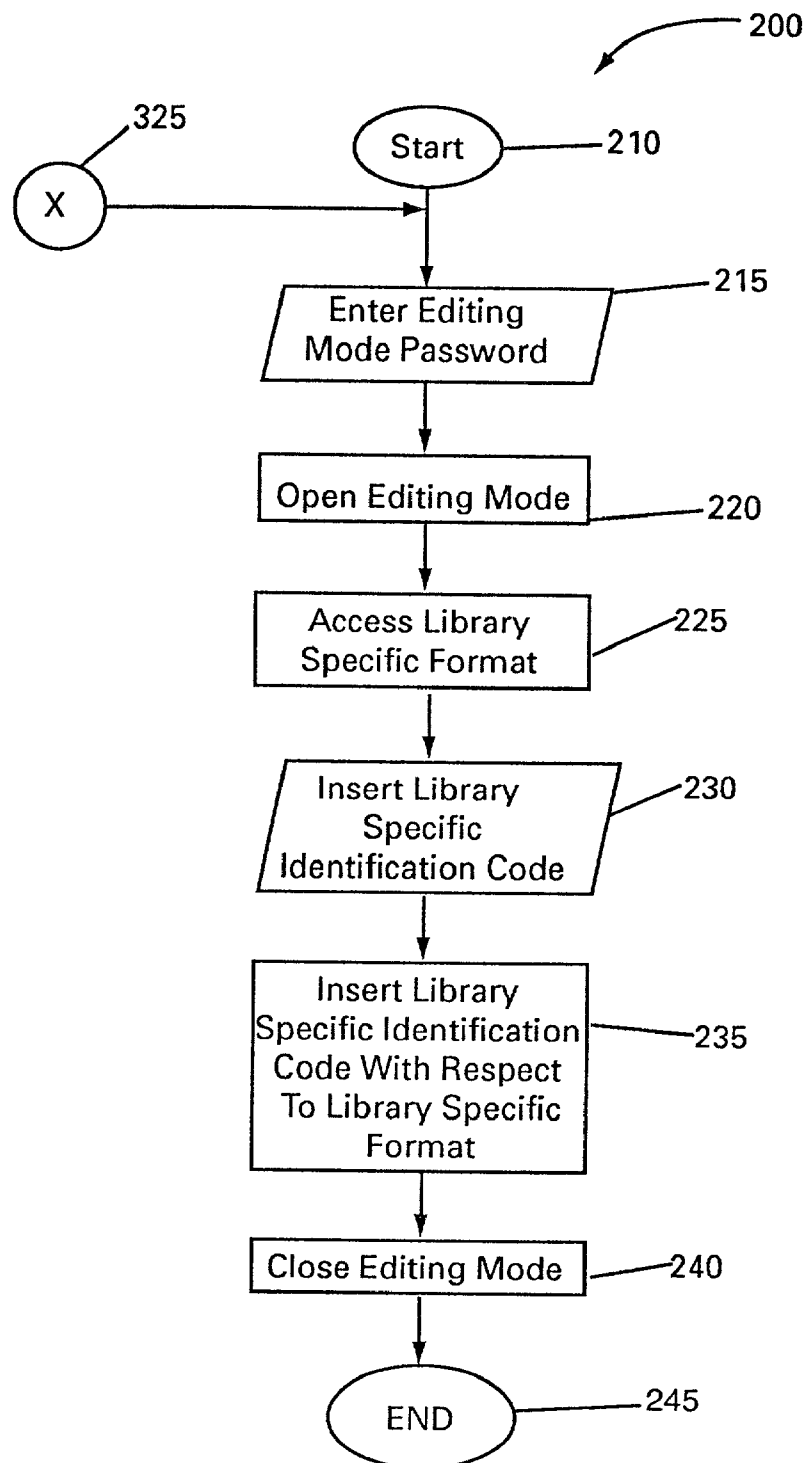 200
325
Start
210
X
215
Enter Editing
Mode Password
Open Editing Mode
220
Access Library
Specific Format
225
Insert Library
Specific
Identification Code
230
Insert Library
Specific Identification
Code With Respect
To Library Specific
Format
235
Close Editing Mode
240
END
245